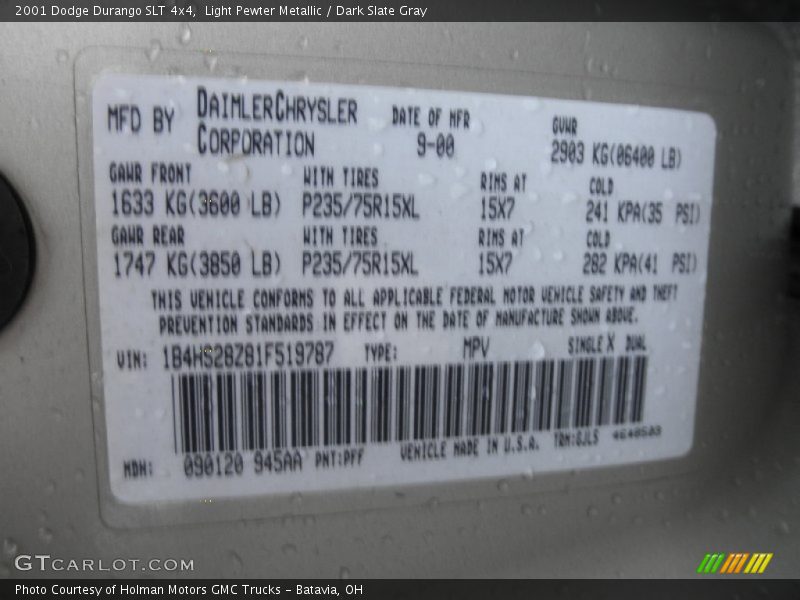 2001 Dodge Durango SLT 4x4, Light Pewter Metallic / Dark Slate Gray
MFD BY DAIMLERCHRYSLER CORPORATION DATE OF MFR 9-00 GVWR 2903 KG(06400 LB)
GAWR FRONT WITH TIRES RIMS AT COLD
1633 KG(3600 LB) P235/75R15XL 15X7 241 KPA(35 PSI)
GAWR REAR WITH TIRES RIMS AT COLD
1747 KG(3850 LB) P235/75R15XL 15X7 282 KPA(41 PSI)
THIS VEHICLE CONFORMS TO ALL APPLICABLE FEDERAL MOTOR VEHICLE SAFETY AND THEFT
PREVENTION STANDARDS IN EFFECT ON THE DATE OF MANUFACTURE SHOWN ABOVE.
VIN: 1B4HS28Z81F519787 TYPE: MPV SINGLE X DUAL
MDH: 090120 945AA PNT:PFF VEHICLE MADE IN U.S.A. TRM:GJLS
GTCARLOT.COM
Photo Courtesy of Holman Motors GMC Trucks – Batavia, OH